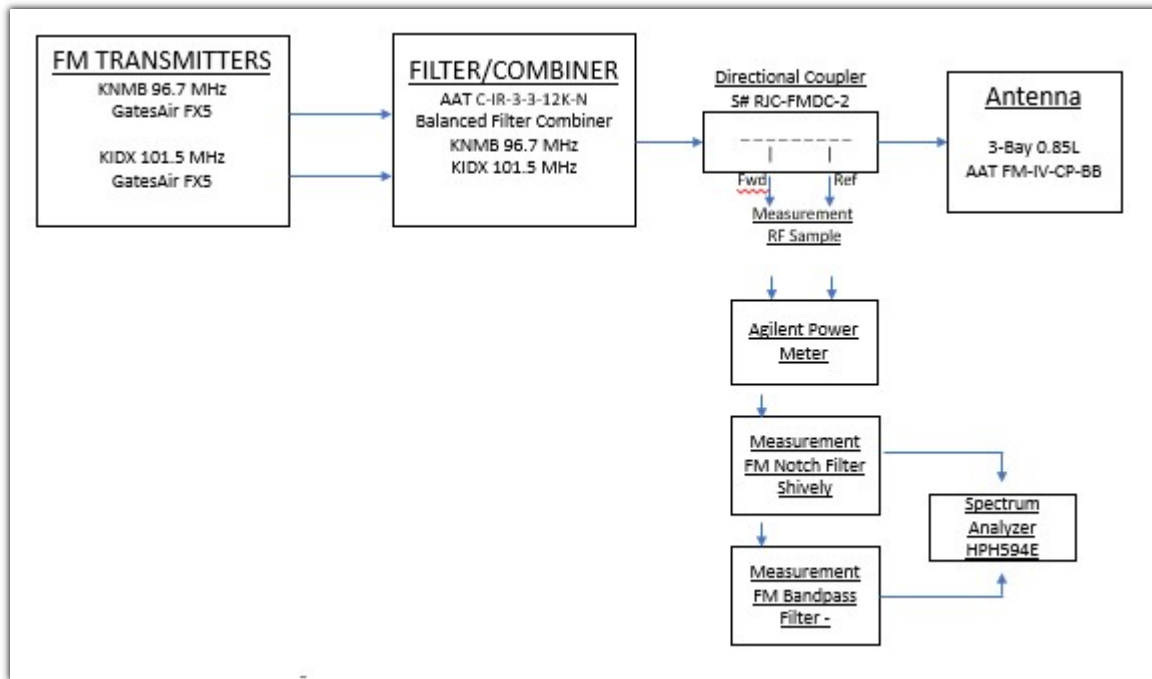 FM TRANSMITTERS
KNMB 96.7 MHz
GatesAir FX5
KIDX 101.5 MHz
GatesAir FX5
FILTER/COMBINER
AAT C-IR-3-3-12K-N
Balanced Filter Combiner
KNMB 96.7 MHz
KIDX 101.5 MHz
Directional Coupler
S# RJC-FMDC-2
Fwd
Ref
Measurement
RF Sample
Antenna
3-Bay 0.85L
AAT FM-IV-CP-BB
Agilent Power
Meter
Measurement
FM Notch Filter
Shively
Measurement
FM Bandpass
Filter -
Spectrum
Analyzer
HPH594E